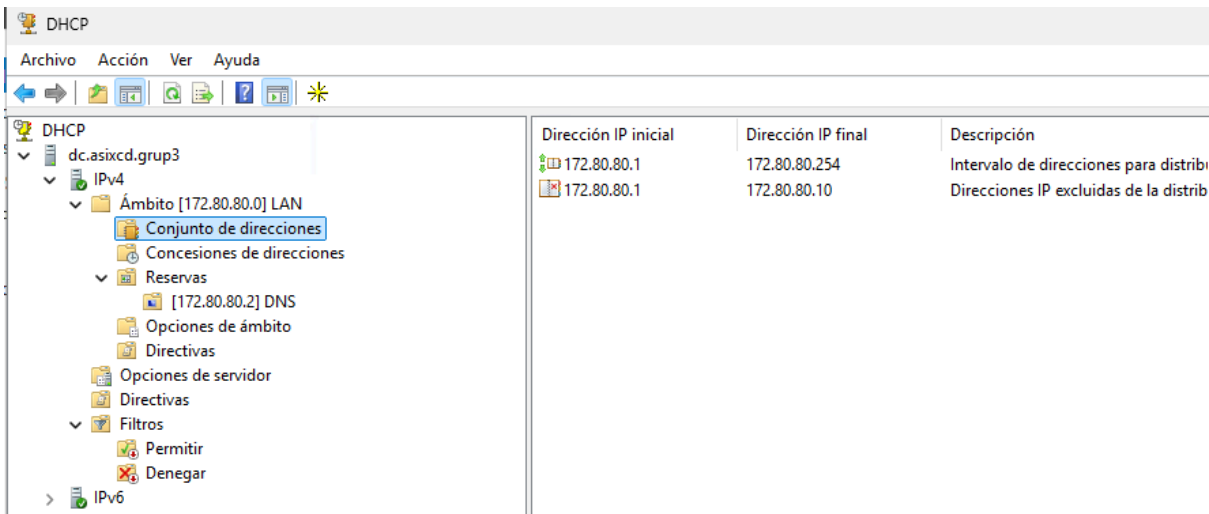 DHCP
Archivo Acción Ver Ayuda
DHCP
dc.asixcd.grup3
IPv4
Ámbito [172.80.80.0] LAN
Conjunto de direcciones
Concesiones de direcciones
Reservas
[172.80.80.2] DNS
Opciones de ámbito
Directivas
Opciones de servidor
Directivas
Filtros
Permitir
Denegar
IPv6
Dirección IP inicial Dirección IP final Descripción
172.80.80.1 172.80.80.254 Intervalo de direcciones para distribu
172.80.80.1 172.80.80.10 Direcciones IP excluidas de la distrib